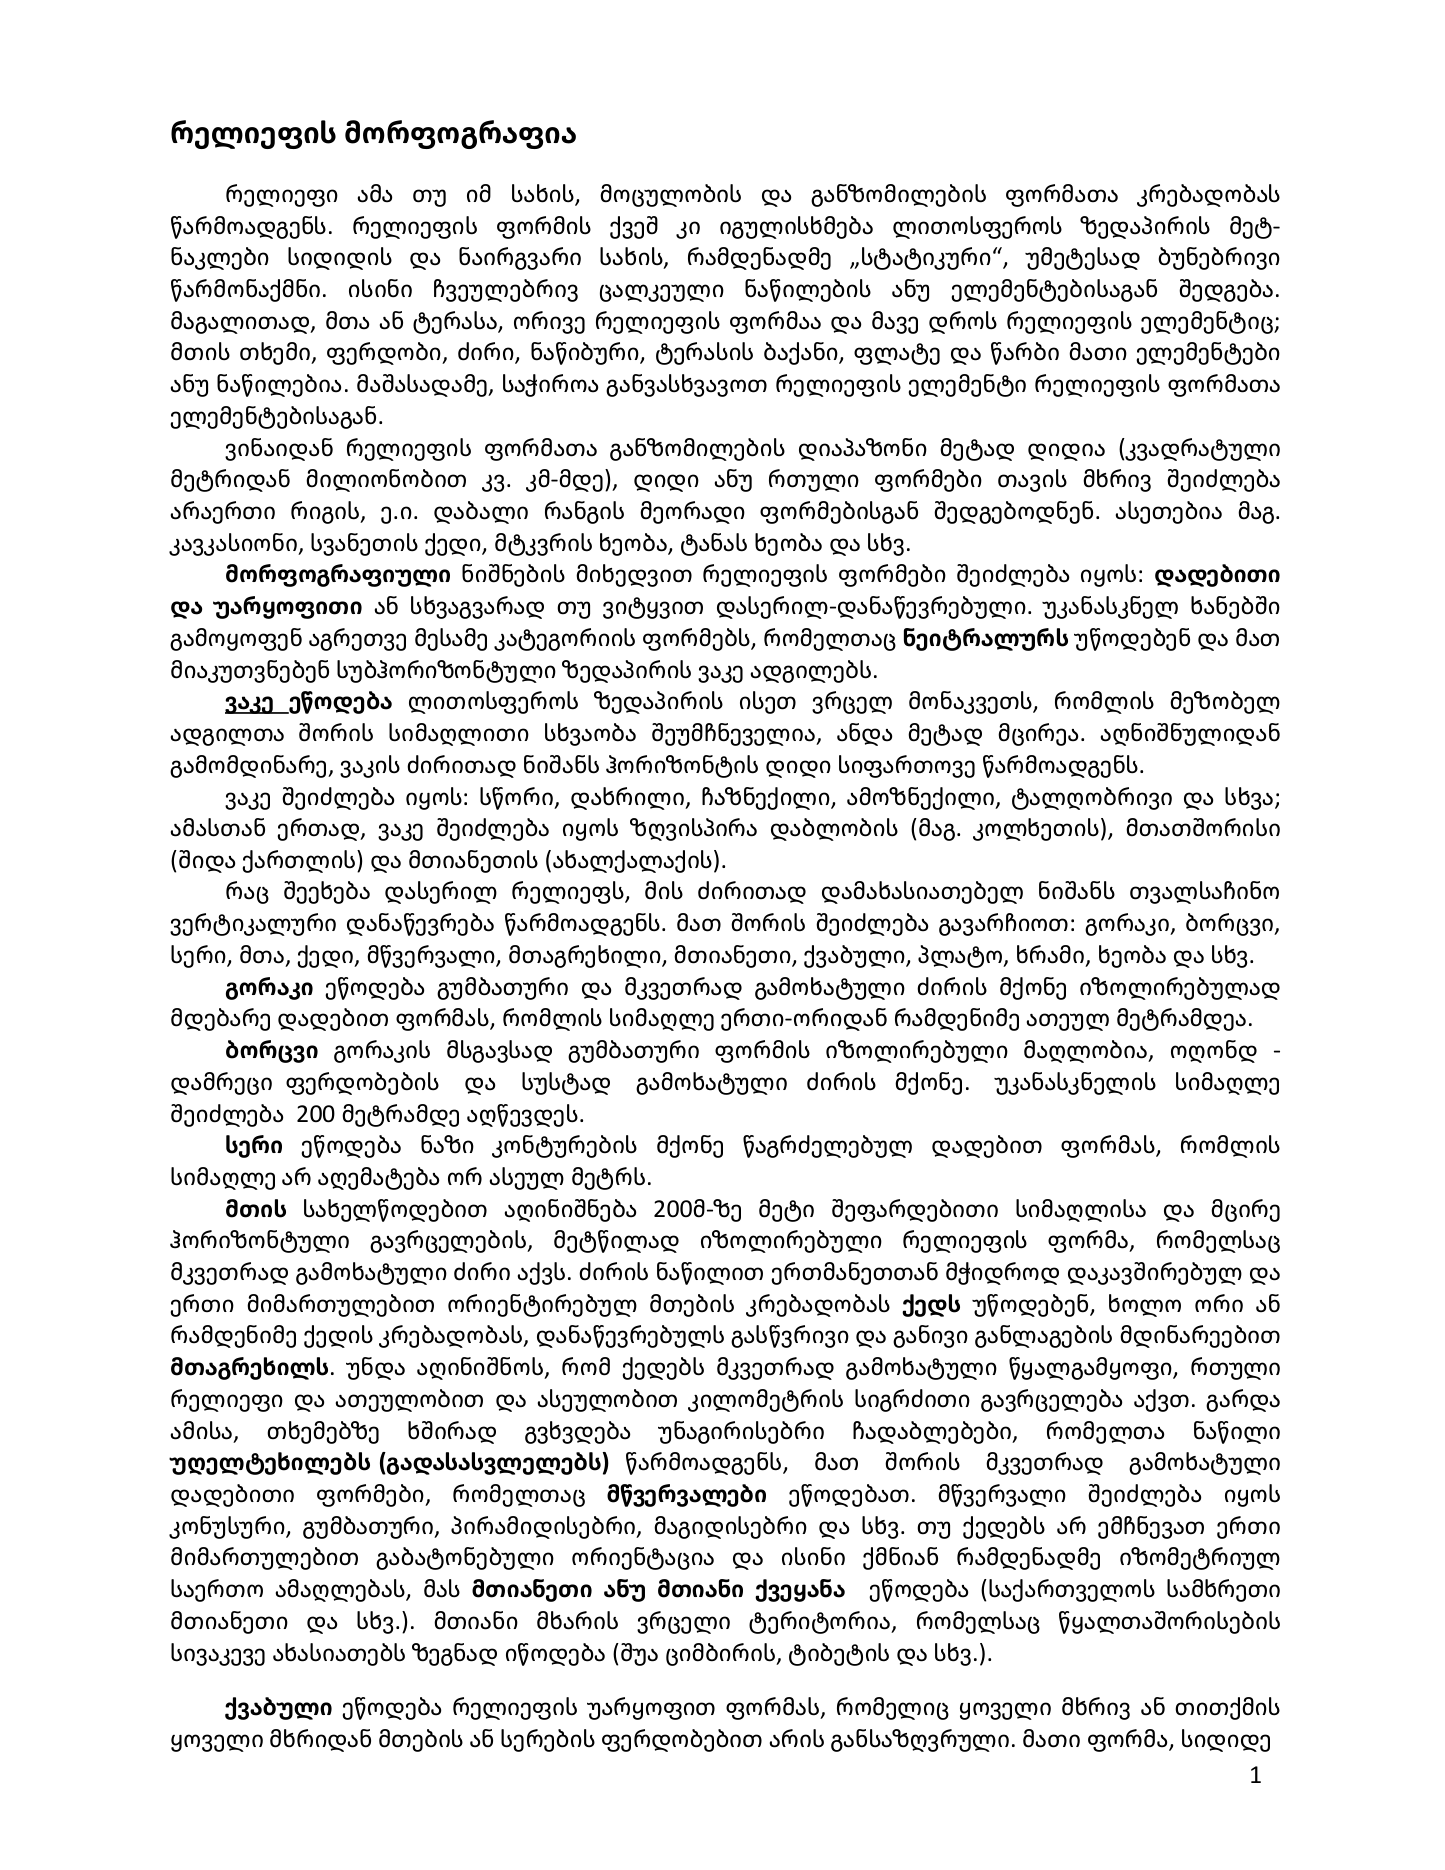 რელიეფის მორფოგრაფია
რელიეფი ამა თუ იმ სახის, მოცულობის და განზომილების ფორმათა კრებადობას
წარმოადგენს. რელიეფის ფორმის ქვეშ კი იგულისხმება ლითოსფეროს ზედაპირის მეტ-
ნაკლები სიდიდის და ნაირგვარი სახის, რამდენადმე „სტატიკური“, უმეტესად ბუნებრივი
წარმონაქმნი. ისინი ჩვეულებრივ ცალკეული ნაწილების ანუ ელემენტებისაგან შედგება.
მაგალითად, მთა ან ტერასა, ორივე რელიეფის ფორმაა და მავე დროს რელიეფის ელემენტიც;
მთის თხემი, ფერდობი, ძირი, ნაწიბური, ტერასის ბაქანი, ფლატე და წარბი მათი ელემენტები
ანუ ნაწილებია. მაშასადამე, საჭიროა განვასხვავოთ რელიეფის ელემენტი რელიეფის ფორმათა
ელემენტებისაგან.
ვინაიდან რელიეფის ფორმათა განზომილების დიაპაზონი მეტად დიდია (კვადრატული
მეტრიდან მილიონობით კვ. კმ-მდე), დიდი ანუ რთული ფორმები თავის მხრივ შეიძლება
არაერთი რიგის, ე.ი. დაბალი რანგის მეორადი ფორმებისგან შედგებოდნენ. ასეთებია მაგ.
კავკასიონი, სვანეთის ქედი, მტკვრის ხეობა, ტანას ხეობა და სხვ.
მორფოგრაფიული ნიშნების მიხედვით რელიეფის ფორმები შეიძლება იყოს: დადებითი
და უარყოფითი ან სხვაგვარად თუ ვიტყვით დასერილ-დანაწევრებული. უკანასკნელ ხანებში
გამოყოფენ აგრეთვე მესამე კატეგორიის ფორმებს, რომელთაც ნეიტრალურს უწოდებენ და მათ
მიაკუთვნებენ სუბჰორიზონტული ზედაპირის ვაკე ადგილებს.
ვაკე ეწოდება ლითოსფეროს ზედაპირის ისეთ ვრცელ მონაკვეთს, რომლის მეზობელ
ადგილთა შორის სიმაღლითი სხვაობა შეუმჩნეველია, ანდა მეტად მცირეა. აღნიშნულიდან
გამომდინარე, ვაკის ძირითად ნიშანს ჰორიზონტის დიდი სიფართოვე წარმოადგენს.
ვაკე შეიძლება იყოს: სწორი, დახრილი, ჩაზნექილი, ამოზნექილი, ტალღობრივი და სხვა;
ამასთან ერთად, ვაკე შეიძლება იყოს ზღვისპირა დაბლობის (მაგ. კოლხეთის), მთათშორისი
(შიდა ქართლის) და მთიანეთის (ახალქალაქის).
რაც შეეხება დასერილ რელიეფს, მის ძირითად დამახასიათებელ ნიშანს თვალსაჩინო
ვერტიკალური დანაწევრება წარმოადგენს. მათ შორის შეიძლება გავარჩიოთ: გორაკი, ბორცვი,
სერი, მთა, ქედი, მწვერვალი, მთაგრეხილი, მთიანეთი, ქვაბული, პლატო, ხრამი, ხეობა და სხვ.
გორაკი ეწოდება გუმბათური და მკვეთრად გამოხატული ძირის მქონე იზოლირებულად
მდებარე დადებით ფორმას, რომლის სიმაღლე ერთი-ორიდან რამდენიმე ათეულ მეტრამდეა.
ბორცვი გორაკის მსგავსად გუმბათური ფორმის იზოლირებული მაღლობია, ოღონდ -
დამრეცი ფერდობების და სუსტად გამოხატული ძირის მქონე. უკანასკნელის სიმაღლე
შეიძლება 200 მეტრამდე აღწევდეს.
სერი ეწოდება ნაზი კონტურების მქონე წაგრძელებულ დადებით ფორმას, რომლის
სიმაღლე არ აღემატება ორ ასეულ მეტრს.
მთის სახელწოდებით აღინიშნება 200მ-ზე მეტი შეფარდებითი სიმაღლისა და მცირე
ჰორიზონტული გავრცელების, მეტწილად იზოლირებული რელიეფის ფორმა, რომელსაც
მკვეთრად გამოხატული ძირი აქვს. ძირის ნაწილით ერთმანეთთან მჭიდროდ დაკავშირებულ და
ერთი მიმართულებით ორიენტირებულ მთების კრებადობას ქედს უწოდებენ, ხოლო ორი ან
რამდენიმე ქედის კრებადობას, დანაწევრებულს გასწვრივი და განივი განლაგების მდინარეებით
მთაგრეხილს. უნდა აღინიშნოს, რომ ქედებს მკვეთრად გამოხატული წყალგამყოფი, რთული
რელიეფი და ათეულობით და ასეულობით კილომეტრის სიგრძითი გავრცელება აქვთ. გარდა
ამისა, თხემებზე ხშირად გვხვდება უნაგირისებრი ჩადაბლებები, რომელთა ნაწილი
უღელტეხილებს (გადასასვლელებს) წარმოადგენს, მათ შორის მკვეთრად გამოხატული
დადებითი ფორმები, რომელთაც მწვერვალები ეწოდებათ. მწვერვალი შეიძლება იყოს
კონუსური, გუმბათური, პირამიდისებრი, მაგიდისებრი და სხვ. თუ ქედებს არ ემჩნევათ ერთი
მიმართულებით გაბატონებული ორიენტაცია და ისინი ქმნიან რამდენადმე იზომეტრიულ
საერთო ამაღლებას, მას მთიანეთი ანუ მთიანი ქვეყანა ეწოდება (საქართველოს სამხრეთი
მთიანეთი და სხვ.). მთიანი მხარის ვრცელი ტერიტორია, რომელსაც წყალთაშორისების
სივაკევე ახასიათებს ზეგნად იწოდება (შუა ციმბირის, ტიბეტის და სხვ.).
ქვაბული ეწოდება რელიეფის უარყოფით ფორმას, რომელიც ყოველი მხრივ ან თითქმის
ყოველი მხრიდან მთების ან სერების ფერდობებით არის განსაზღვრული. მათი ფორმა, სიდიდე
1